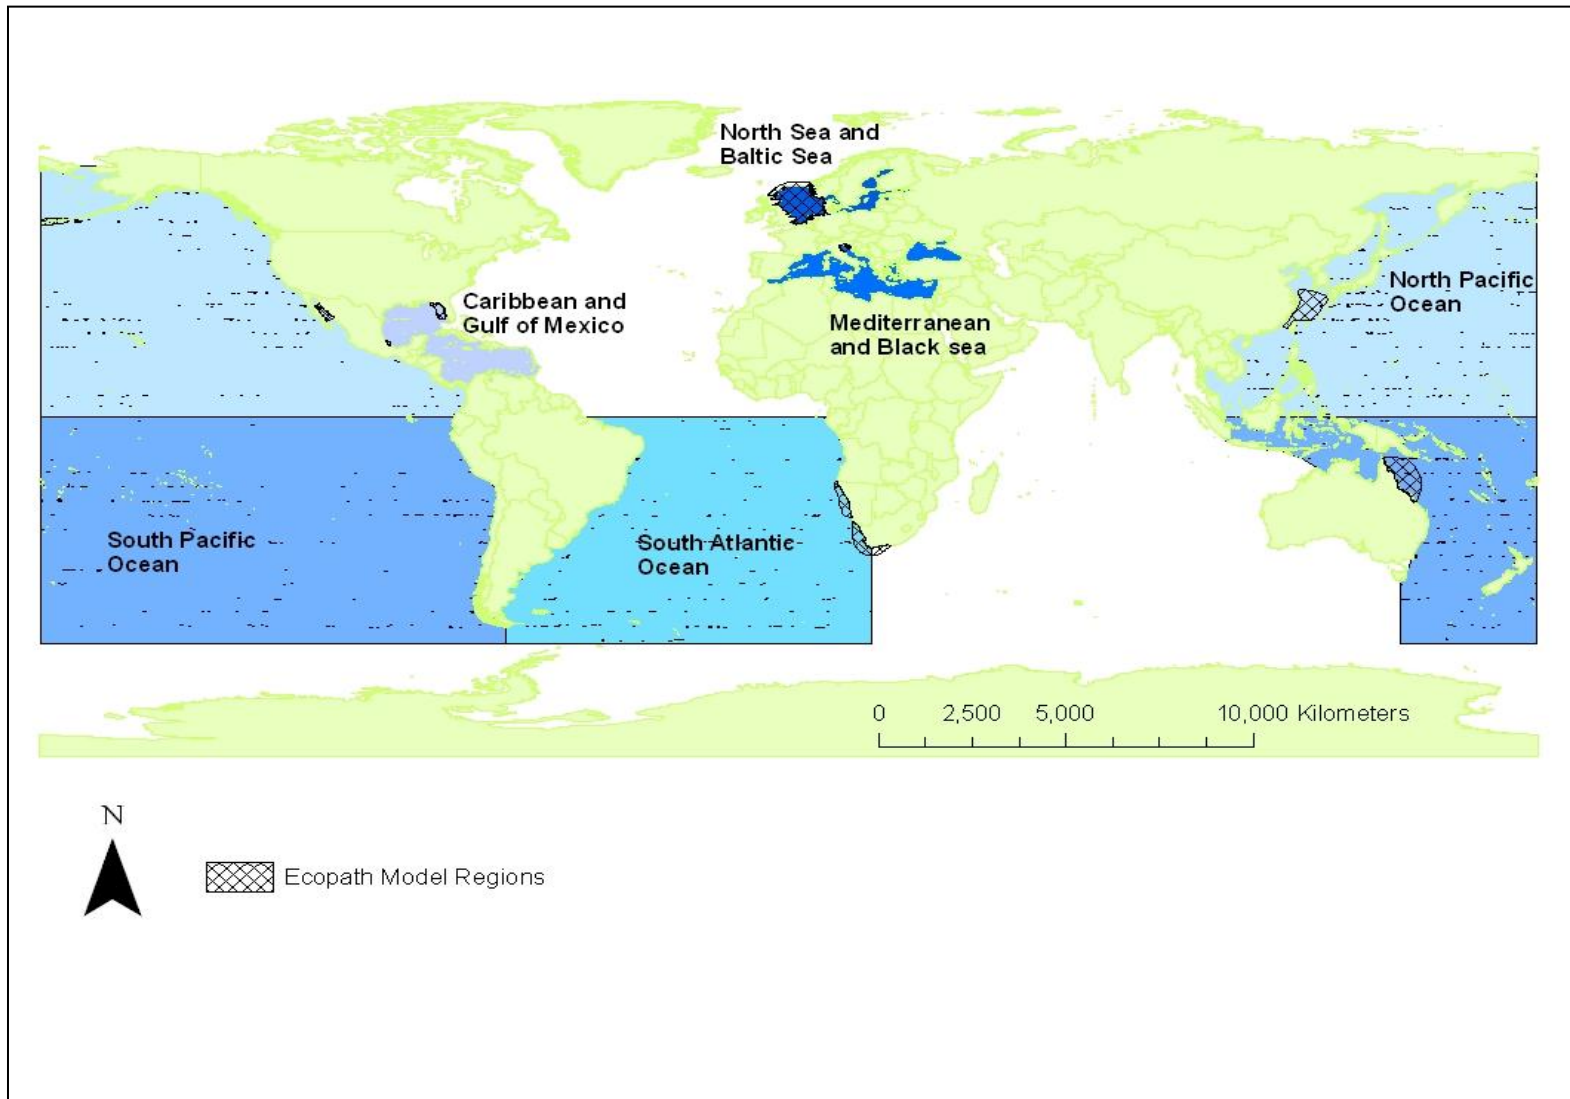 North Sea and
Baltic Sea
Caribbean and
Gulf of Mexico
North Pacific
Ocean
Mediterranean
and Black sea
South Pacific
Ocean
South Atlantic
Ocean
0 2,500 5,000 10,000 Kilometers
N
Ecopath Model Regions